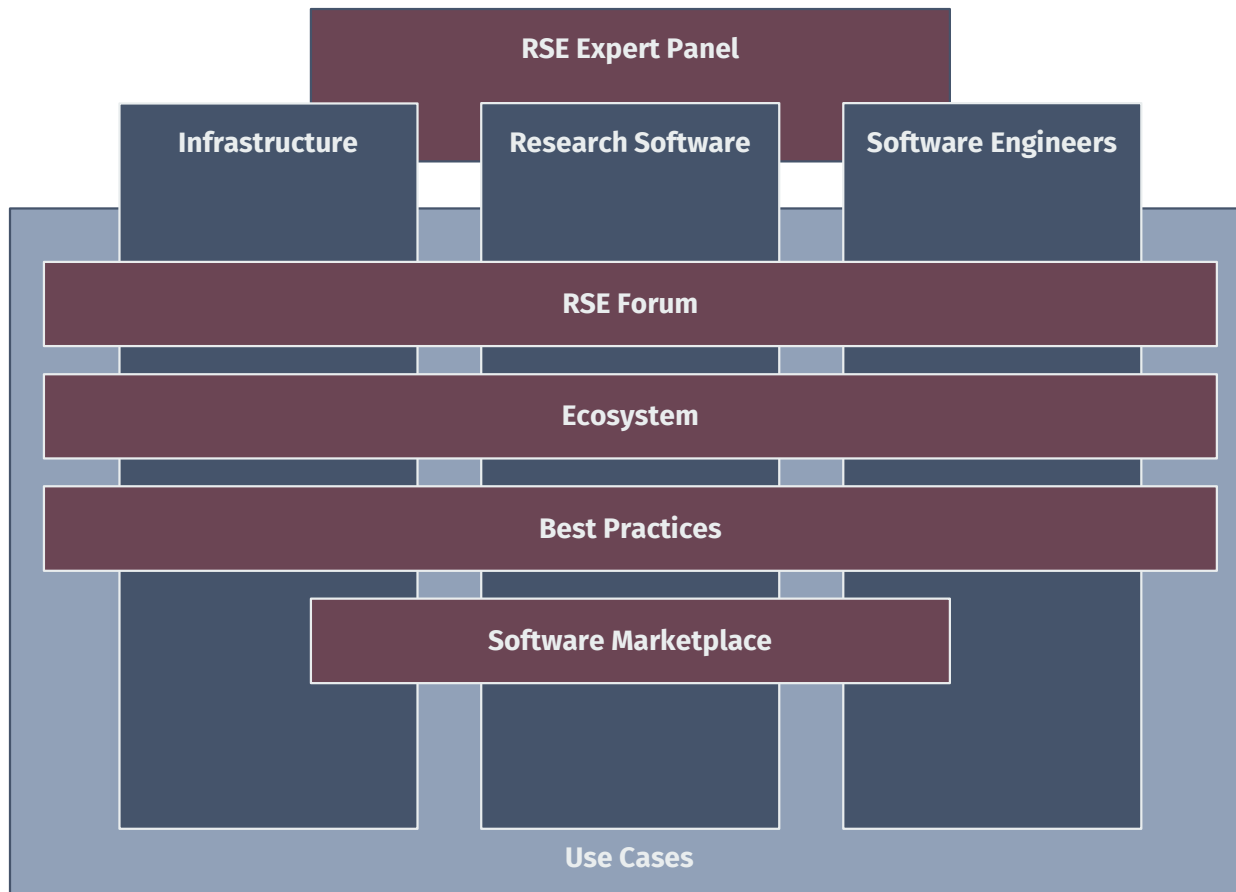 RSE Expert Panel
Infrastructure
Research Software
Software Engineers
RSE Forum
Ecosystem
Best Practices
Software Marketplace
Use Cases